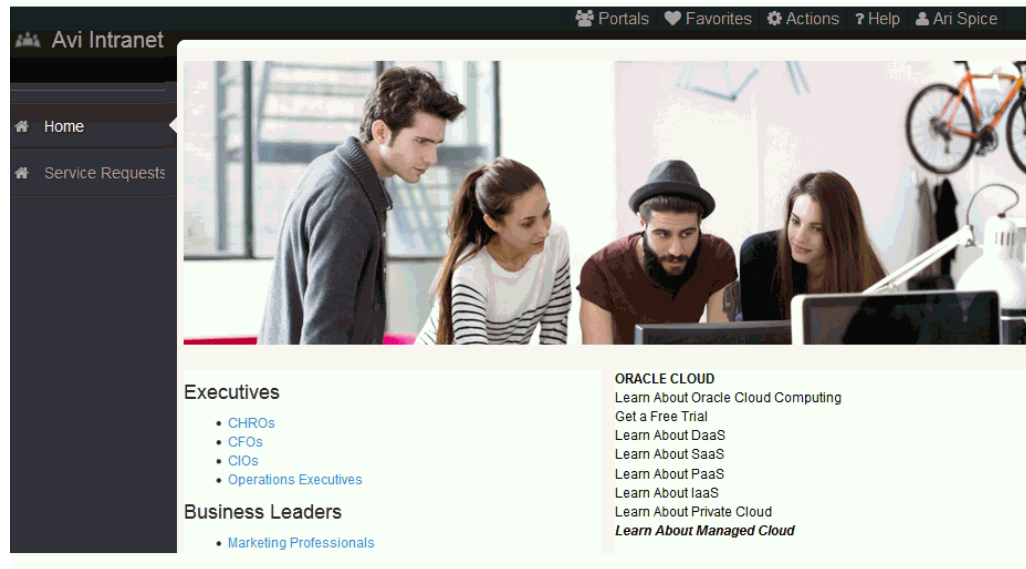 Portals Favorites Actions ? Help Ari Spice
Avi Intranet
Home
Service Requests
Executives
• CHROs
• CFOs
• CIOs
• Operations Executives
Business Leaders
• Marketing Professionals
ORACLE CLOUD
Learn About Oracle Cloud Computing
Get a Free Trial
Learn About DaaS
Learn About SaaS
Learn About PaaS
Learn About IaaS
Learn About Private Cloud
Learn About Managed Cloud